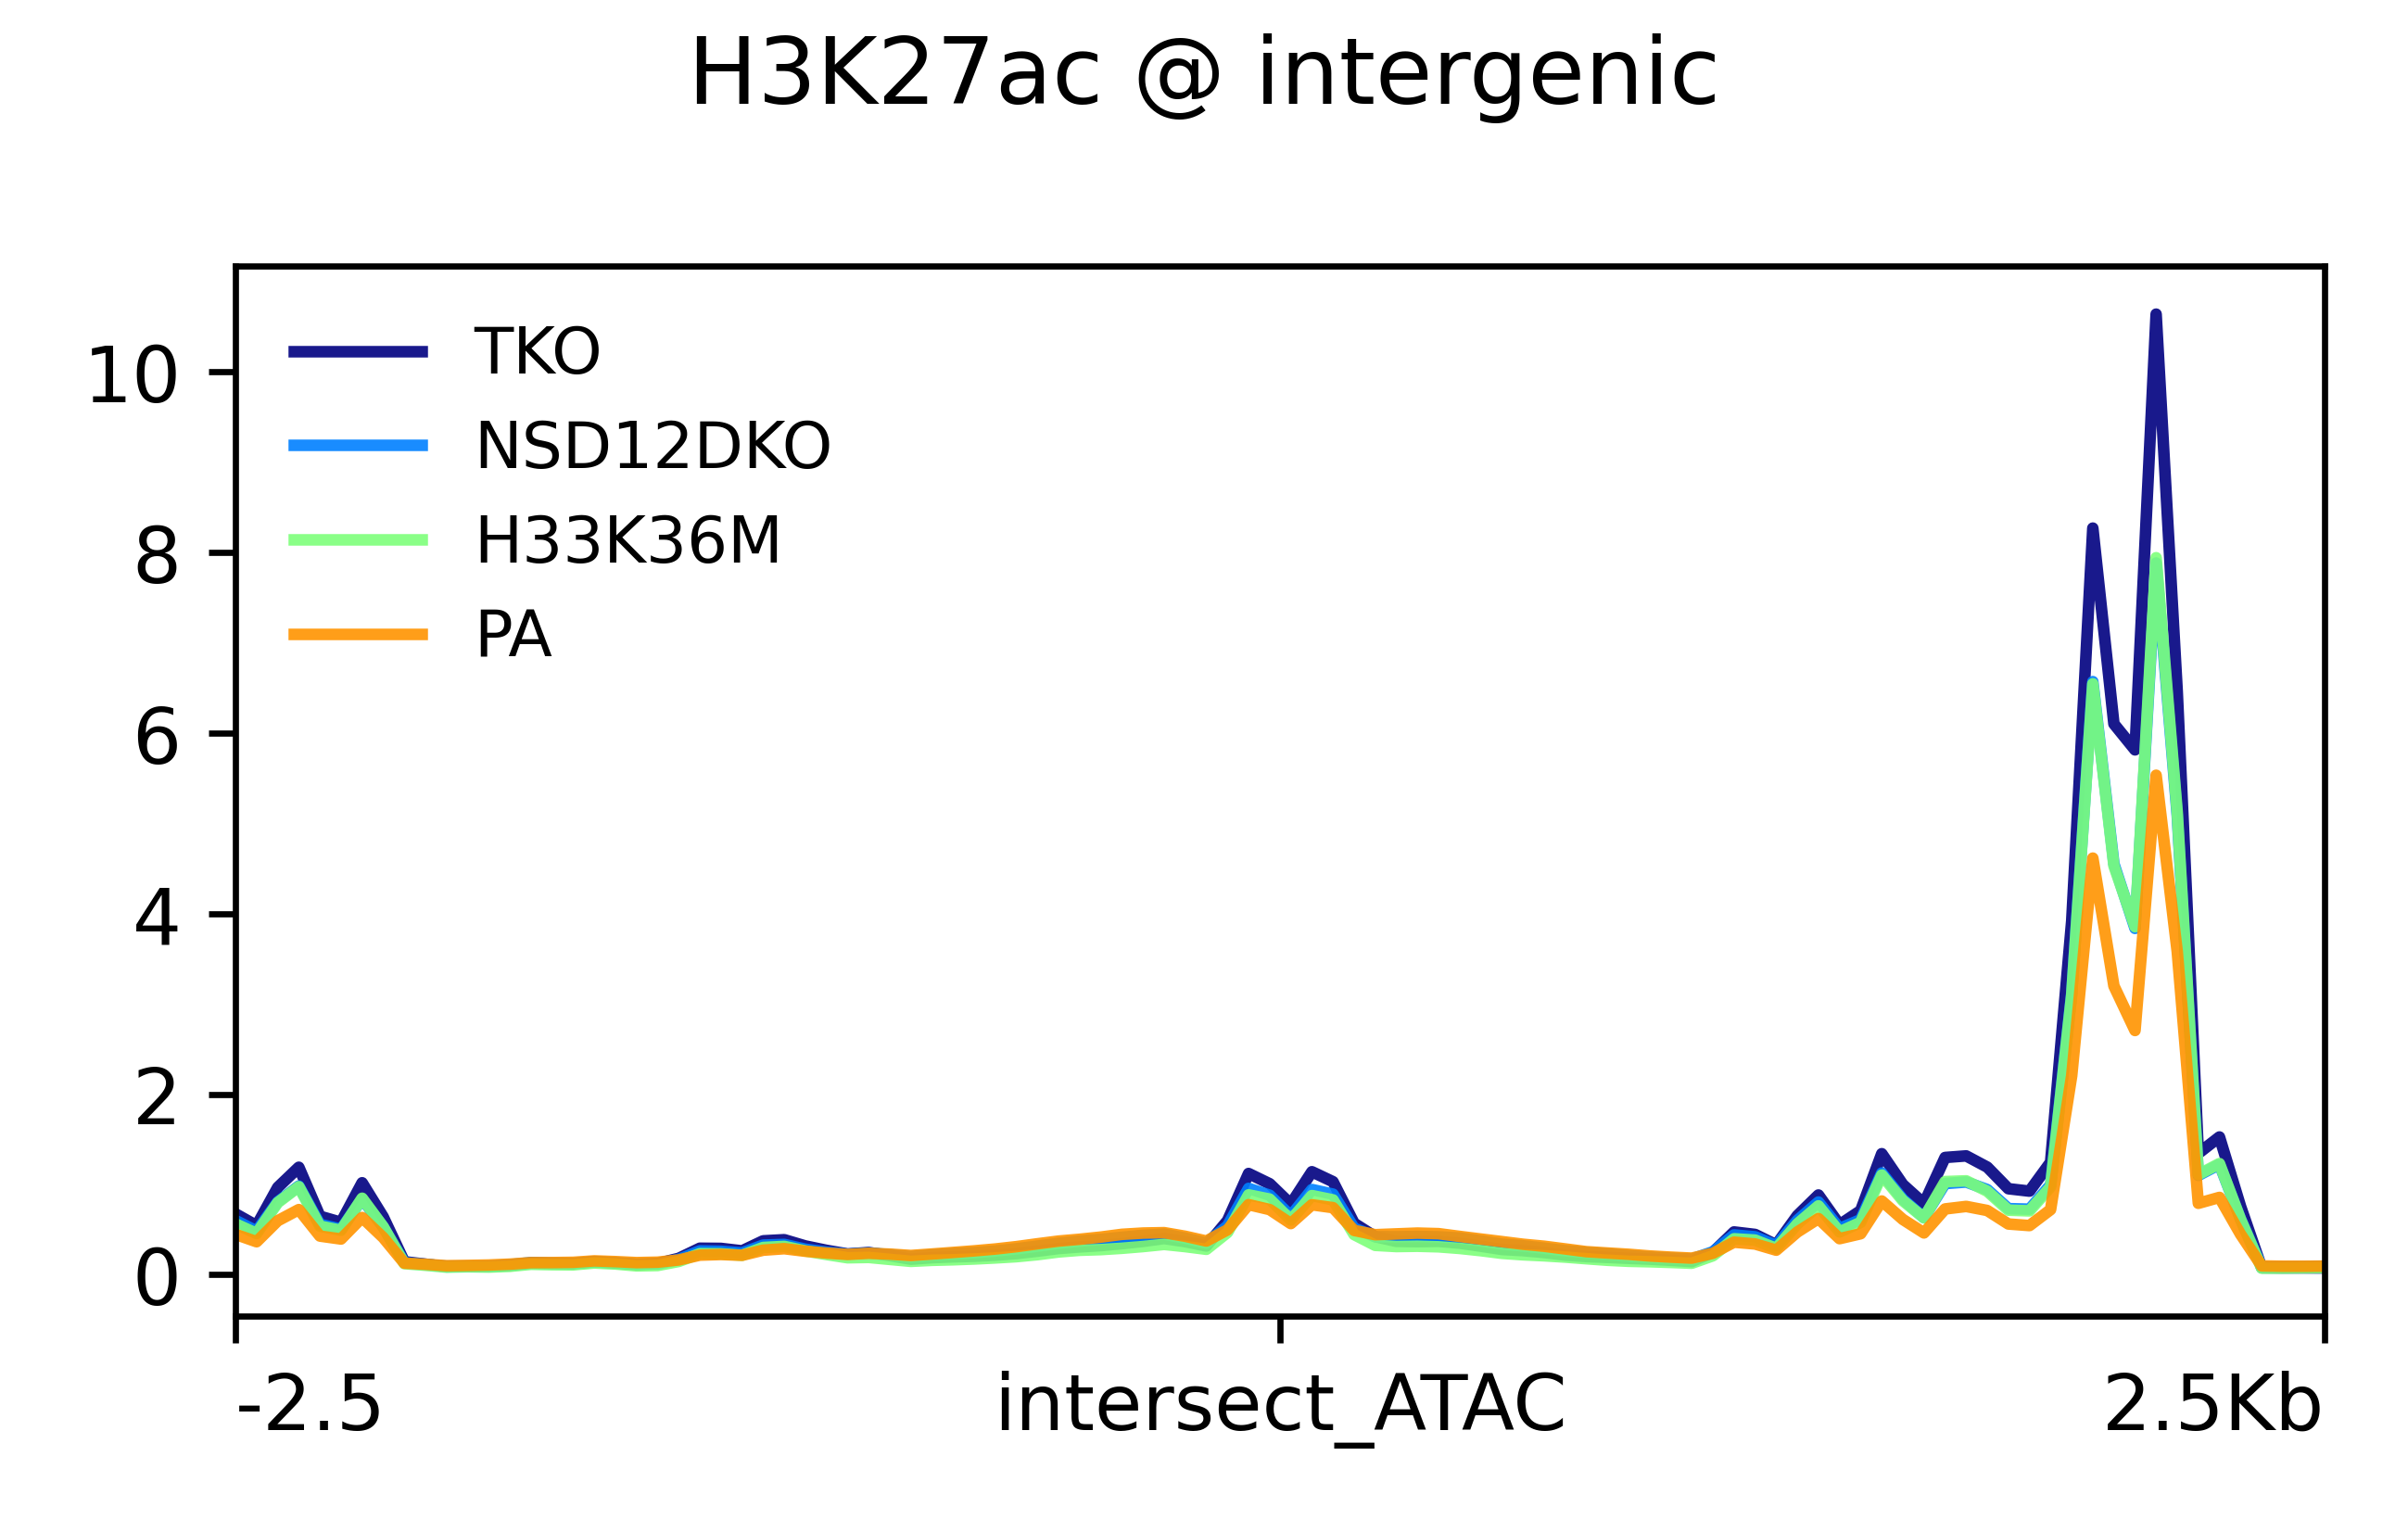 H3K27ac @ intergenic
TKO
NSD12DKO
H33K36M
PA
10
8
6
4
2
0
-2.5
intersect_ATAC
2.5Kb